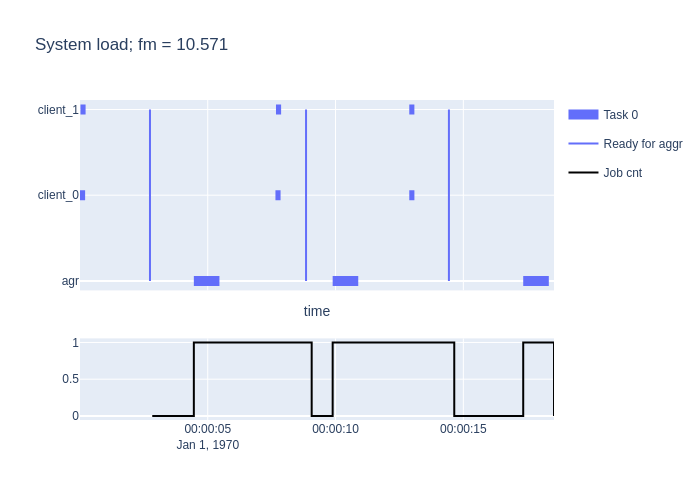 System load; fm = 10.571
client_1
client_0
agr
Task 0
Ready for aggr
Job cnt
time
1
0.5
0
00:00:05
Jan 1, 1970
00:00:10
00:00:15